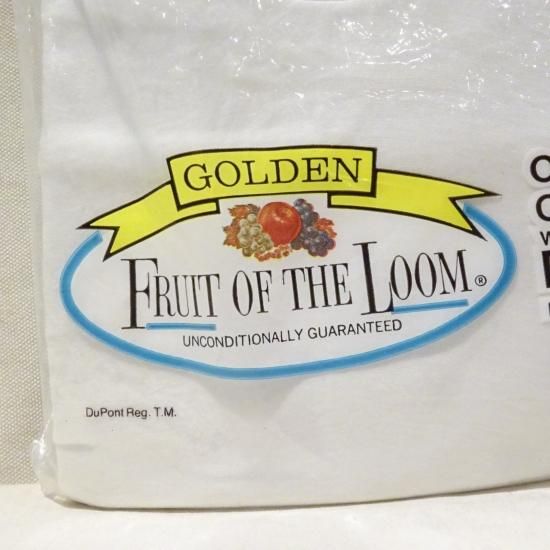 GOLDEN
FRUIT OF THE LOOM®
UNCONDITIONALLY GUARANTEED
DuPont Reg. T.M.